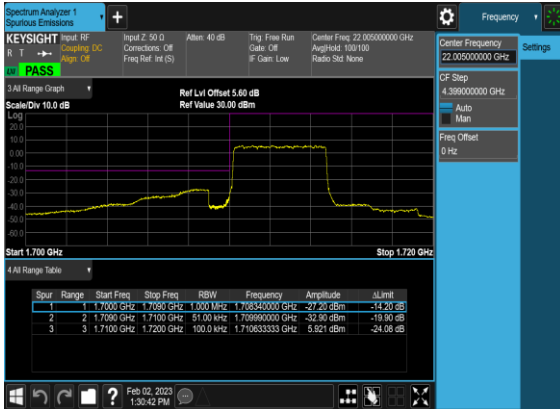 Spectrum Analyzer 1
Spurious Emissions
Frequency
KEYSIGHT
R T
LW
PASS
Input: RF
Coupling: DC
Align: Off
Input Z: 50 Ω
Corrections: Off
Freq Ref: Int (S)
Atten: 40 dB
Trig: Free Run
Gate: Off
IF Gain: Low
Center Freq: 22.005000000 GHz
Avg|Hold: 100/100
Radio Std: None
Center Frequency
22.005000000 GHz
Settings
CF Step
4.399000000 GHz
Auto
Man
Freq Offset
0 Hz
3 All Range Graph
Scale/Div 10.0 dB
Ref Lvl Offset 5.60 dB
Ref Value 30.00 dBm
Log
20.0
10.0
0.00
-10.0
-20.0
-30.0
-40.0
-50.0
-60.0
Start 1.700 GHz
Stop 1.720 GHz
4 All Range Table
Spur Range Start Freq Stop Freq RBW Frequency Amplitude ΔLimit
1 1 1.7000 GHz 1.7090 GHz 1.000 MHz 1.708340000 GHz -27.20 dBm -14.20 dB
2 2 1.7090 GHz 1.7100 GHz 51.00 kHz 1.709990000 GHz -32.90 dBm -19.90 dB
3 3 1.7100 GHz 1.7200 GHz 100.0 kHz 1.710633333 GHz 5.921 dBm -24.08 dB
Feb 02, 2023
1:30:42 PM